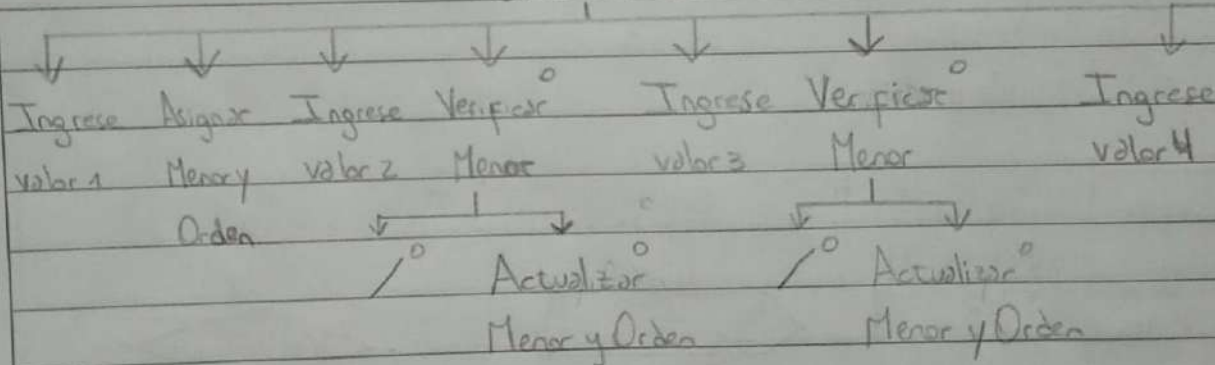 Ingrese Asignar Ingrese Verificar o Ingrese Verificar o Ingrese
valor 1 Menor y valor 2 Menor valor 3 Menor valor 4
Orden
/ o Actualizar o / o Actualizar o
Menor y Orden Menor y Orden